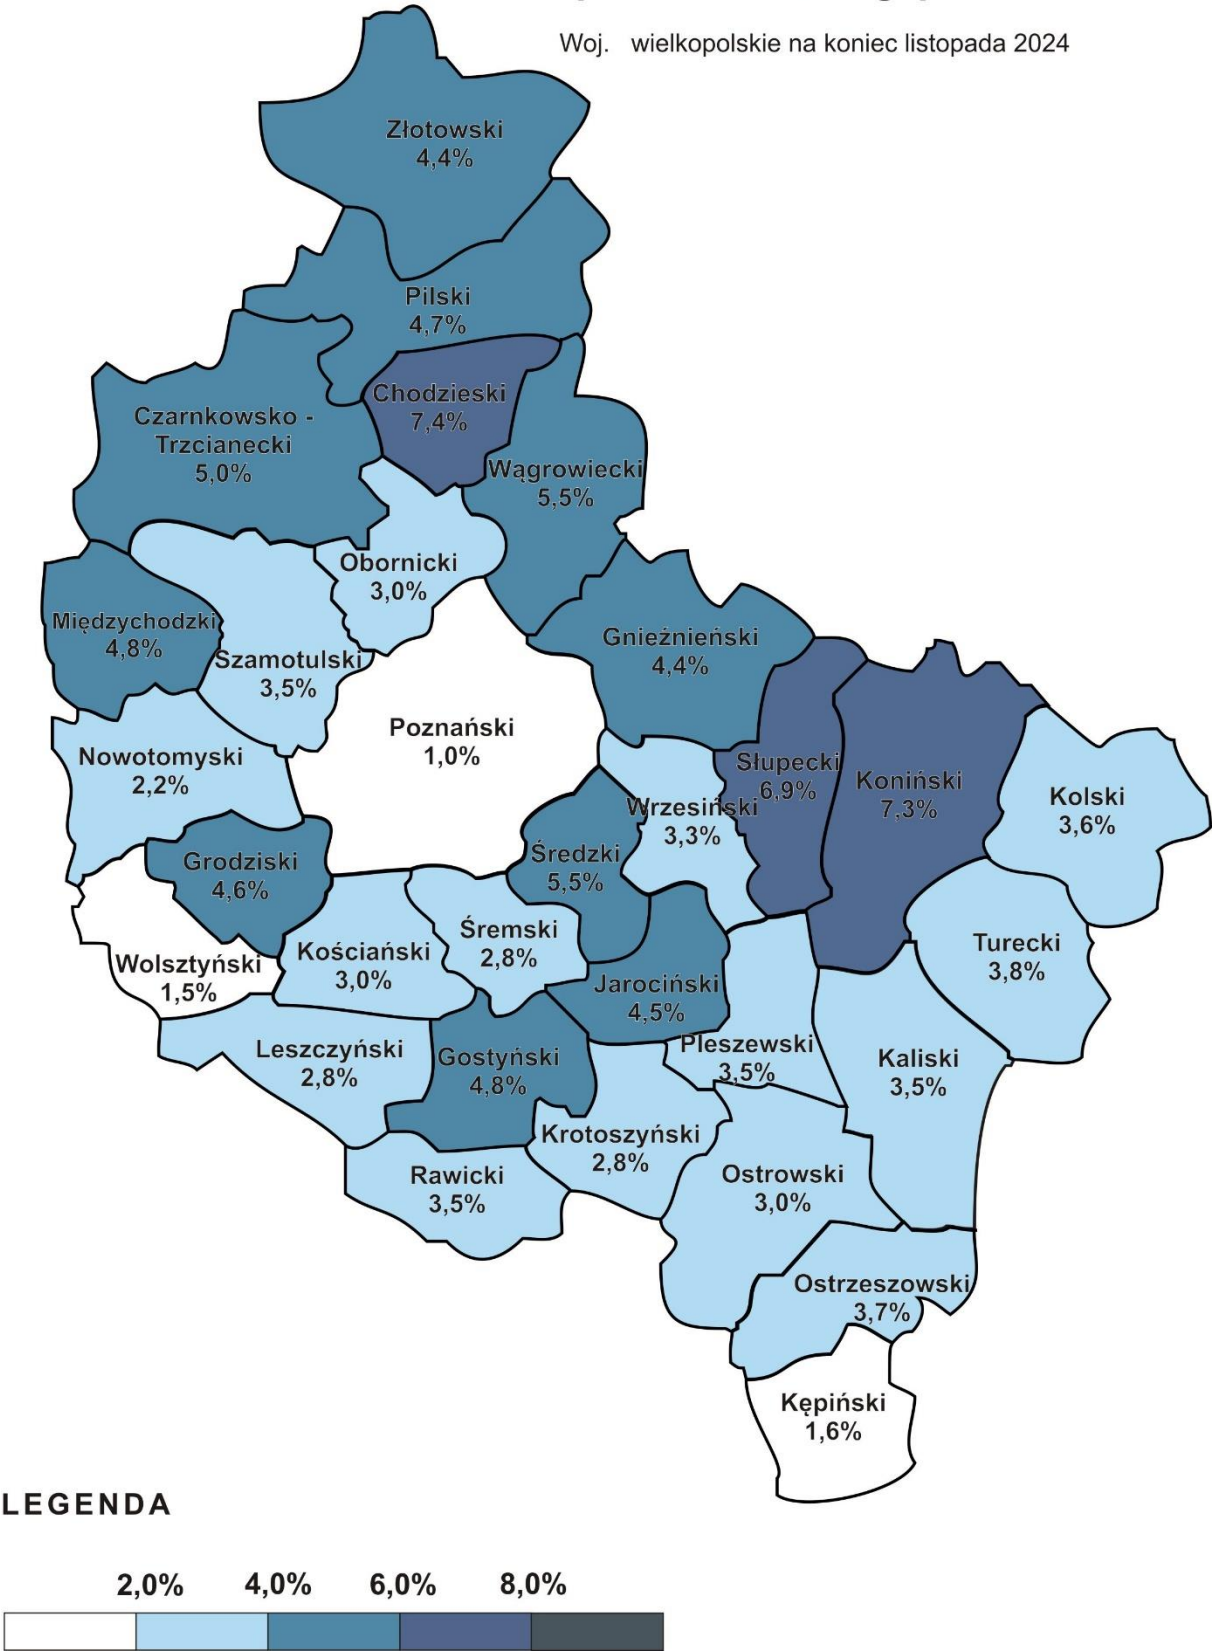 Woj. wielkopolskie na koniec listopada 2024
Złotowski
4,4%
Pilski
4,7%
Chodzieski
7,4%
Czarnkowsko -
Trzcianecki
5,0%
Wągrowiecki
5,5%
Obornicki
3,0%
Międzychodzki
4,8%
Szamotulski
3,5%
Gnieźnieński
4,4%
Poznański
1,0%
Nowotomyski
2,2%
Słupecki
6,9%
Koniński
7,3%
Kolski
3,6%
Wrzesiński
3,3%
Grodziski
4,6%
Średzki
5,5%
Śremski
2,8%
Kościański
3,0%
Wolsztyński
1,5%
Turecki
3,8%
Jarociński
4,5%
Leszczyński
2,8%
Gostyński
4,8%
Pleszewski
3,5%
Kaliski
3,5%
Krotoszyński
2,8%
Rawicki
3,5%
Ostrowski
3,0%
Ostrzeszowski
3,7%
Kępiński
1,6%
LEGENDA
2,0% 4,0% 6,0% 8,0%